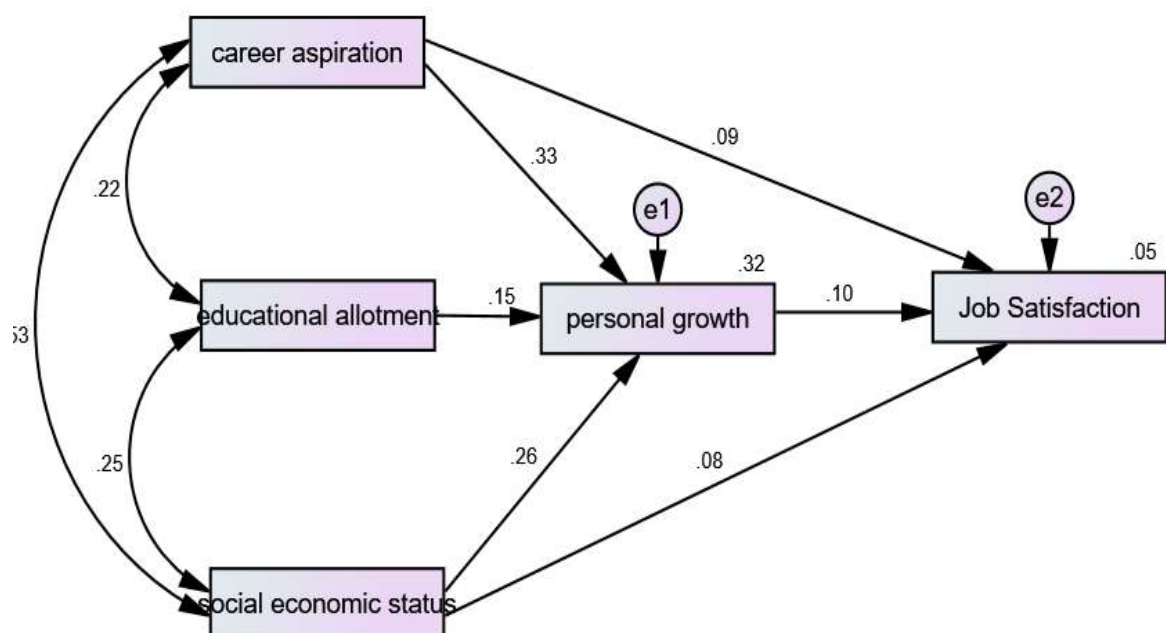 career aspiration
.09
.33
.22
e1
e2
.32
.05
educational allotment
.15
personal growth
.10
Job Satisfaction
53
.25
.26
.08
social economic status